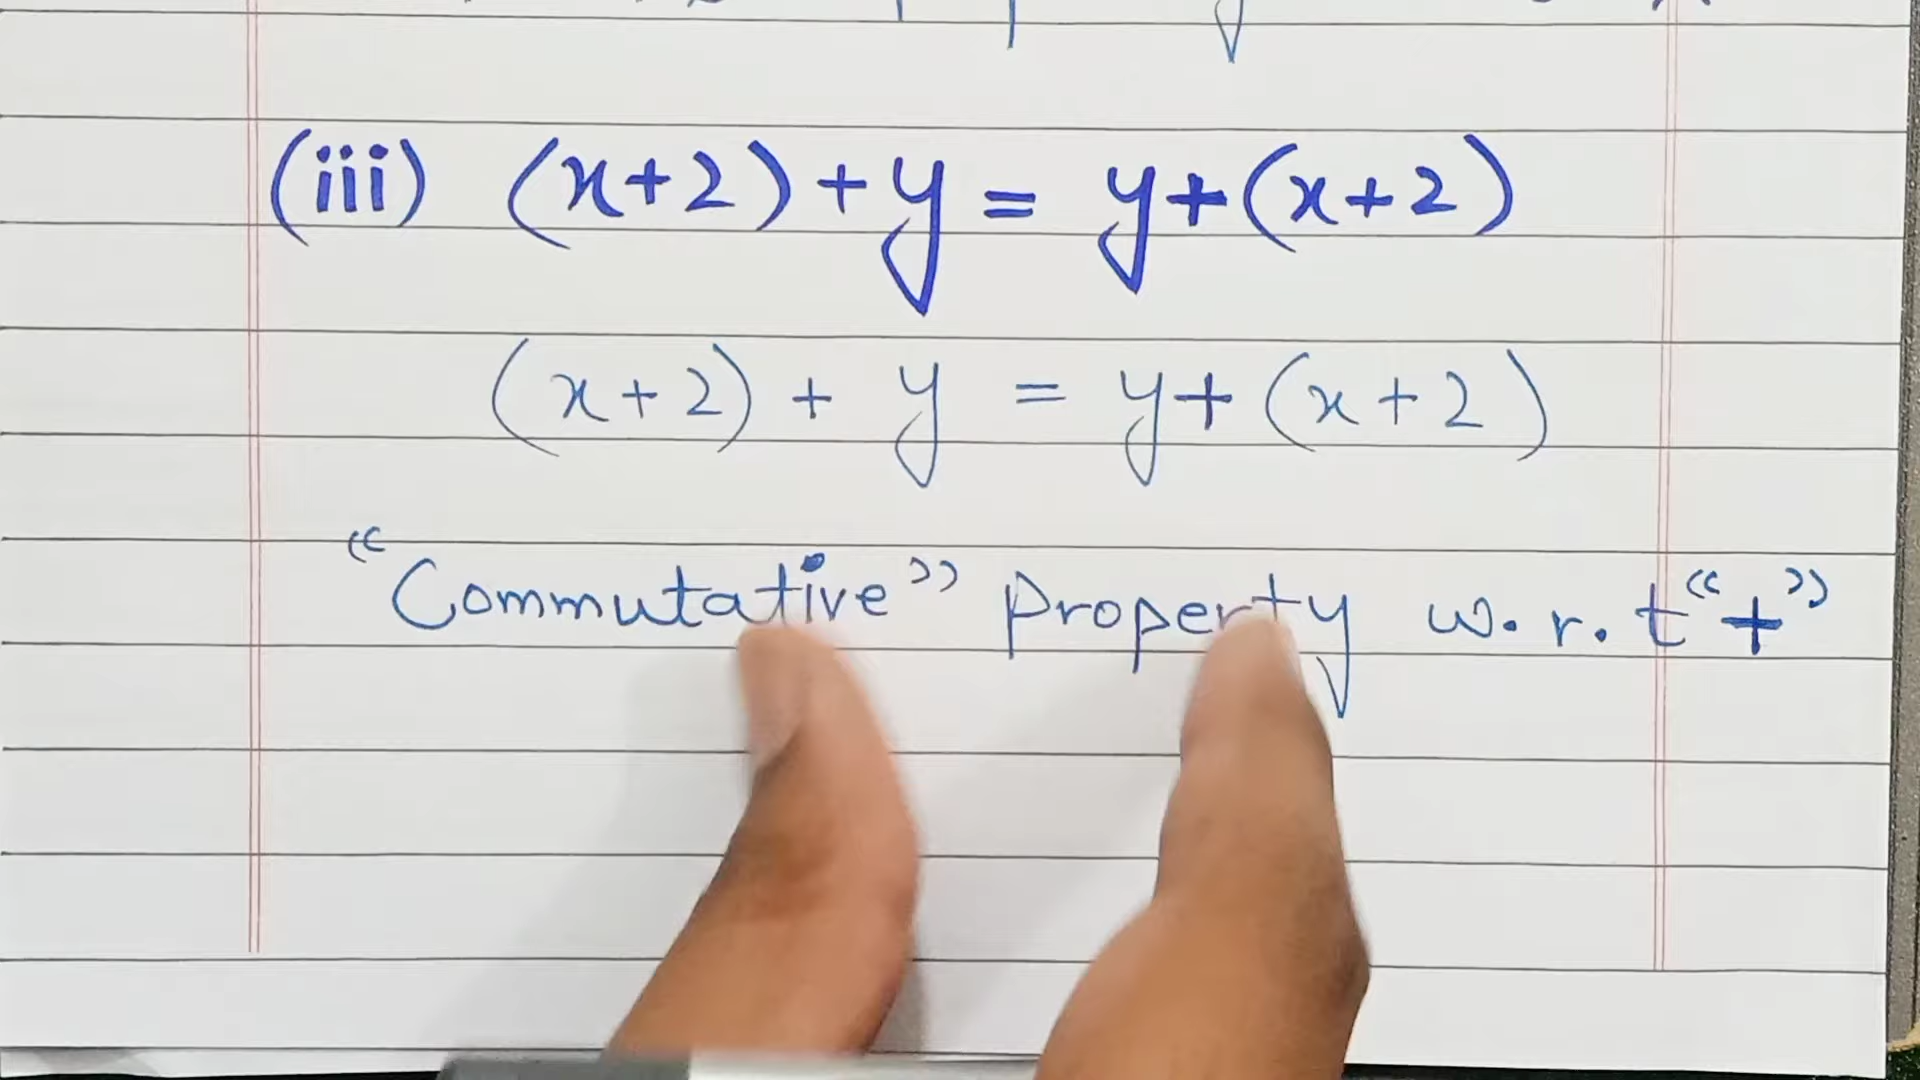 (iii) (x+2)+y = y+(x+2)
(x+2) + y = y+ (x+2)
“Commutative” Property w.r.t “+”